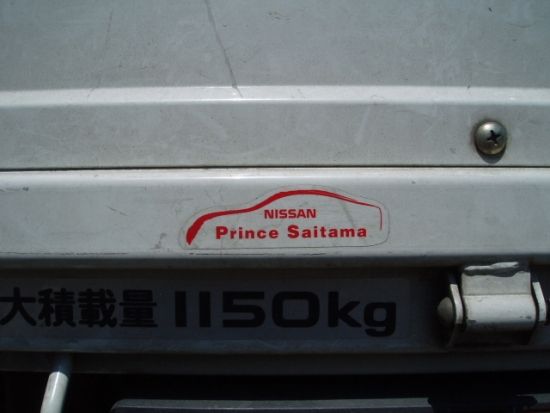 NISSAN
Prince Saitama
大積載量 1150kg